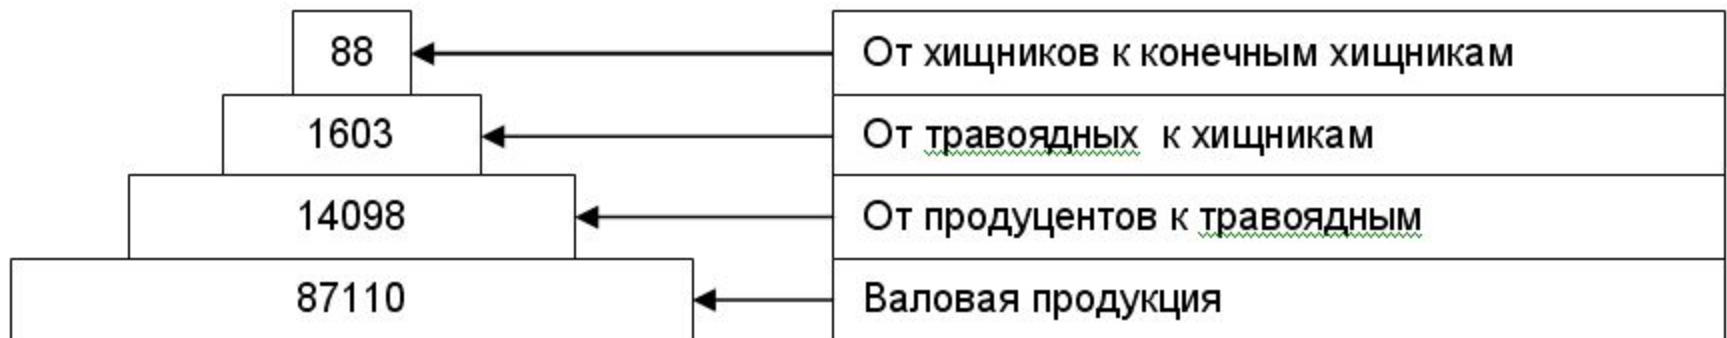 88 От хищников к конечным хищникам
1603 От травоядных к хищникам
14098 От продуцентов к травоядным
87110 Валовая продукция